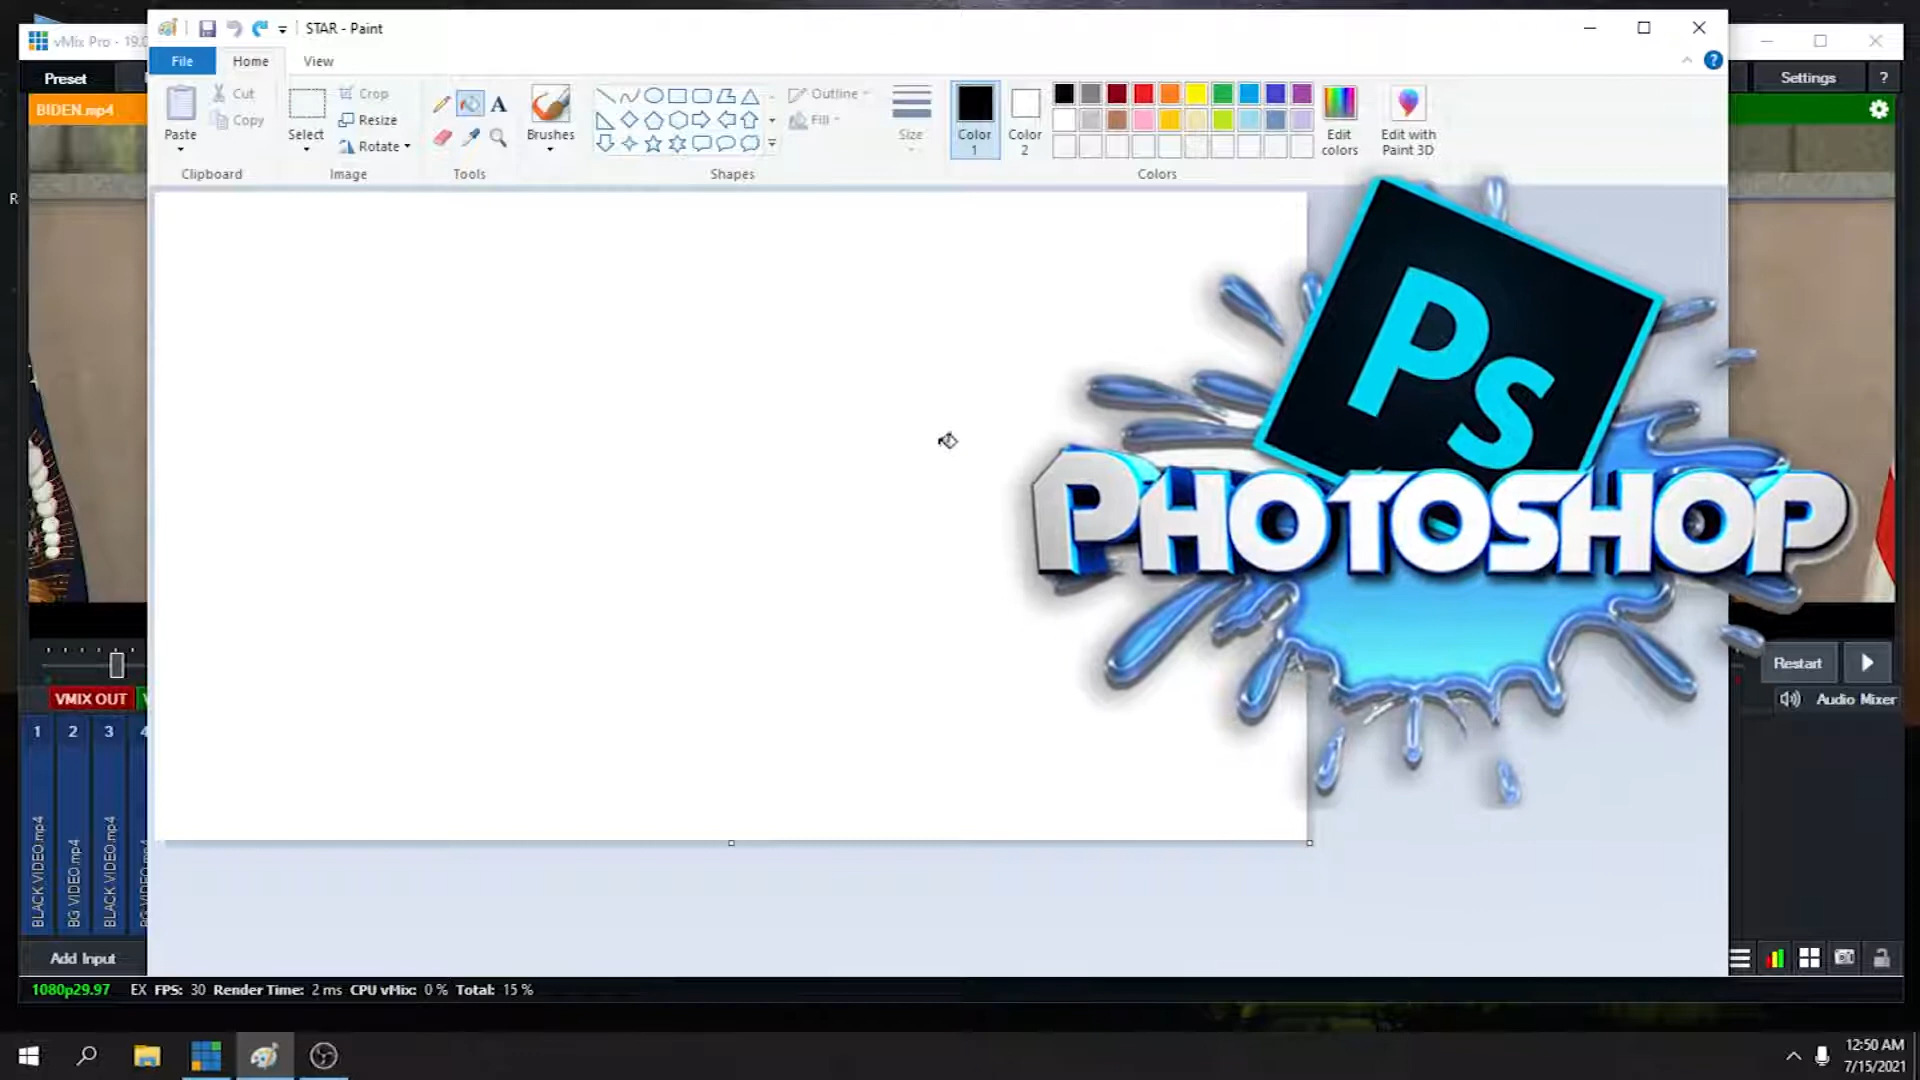 vMix Pro - 19.0
STAR - Paint
File
Home
View
Preset
Settings
?
BIDEN.mp4
Paste
Cut
Copy
Clipboard
Select
Crop
Resize
Rotate
Image
A
Tools
Brushes
Shapes
Outline
Fill
Size
Color 1
Color 2
Edit colors
Edit with Paint 3D
Colors
?
R
Ps
PHOTOSHOP
Restart
VMIX OUT
Audio Mixer
1
2
3
4
BLACK VIDEO.mp4
BG VIDEO.mp4
BLACK VIDEO.mp4
BG VIDEO.mp4
Add Input
1080p29.97 EX FPS: 30 Render Time: 2 ms CPU vMix: 0 % Total: 15 %
12:50 AM
7/15/2021